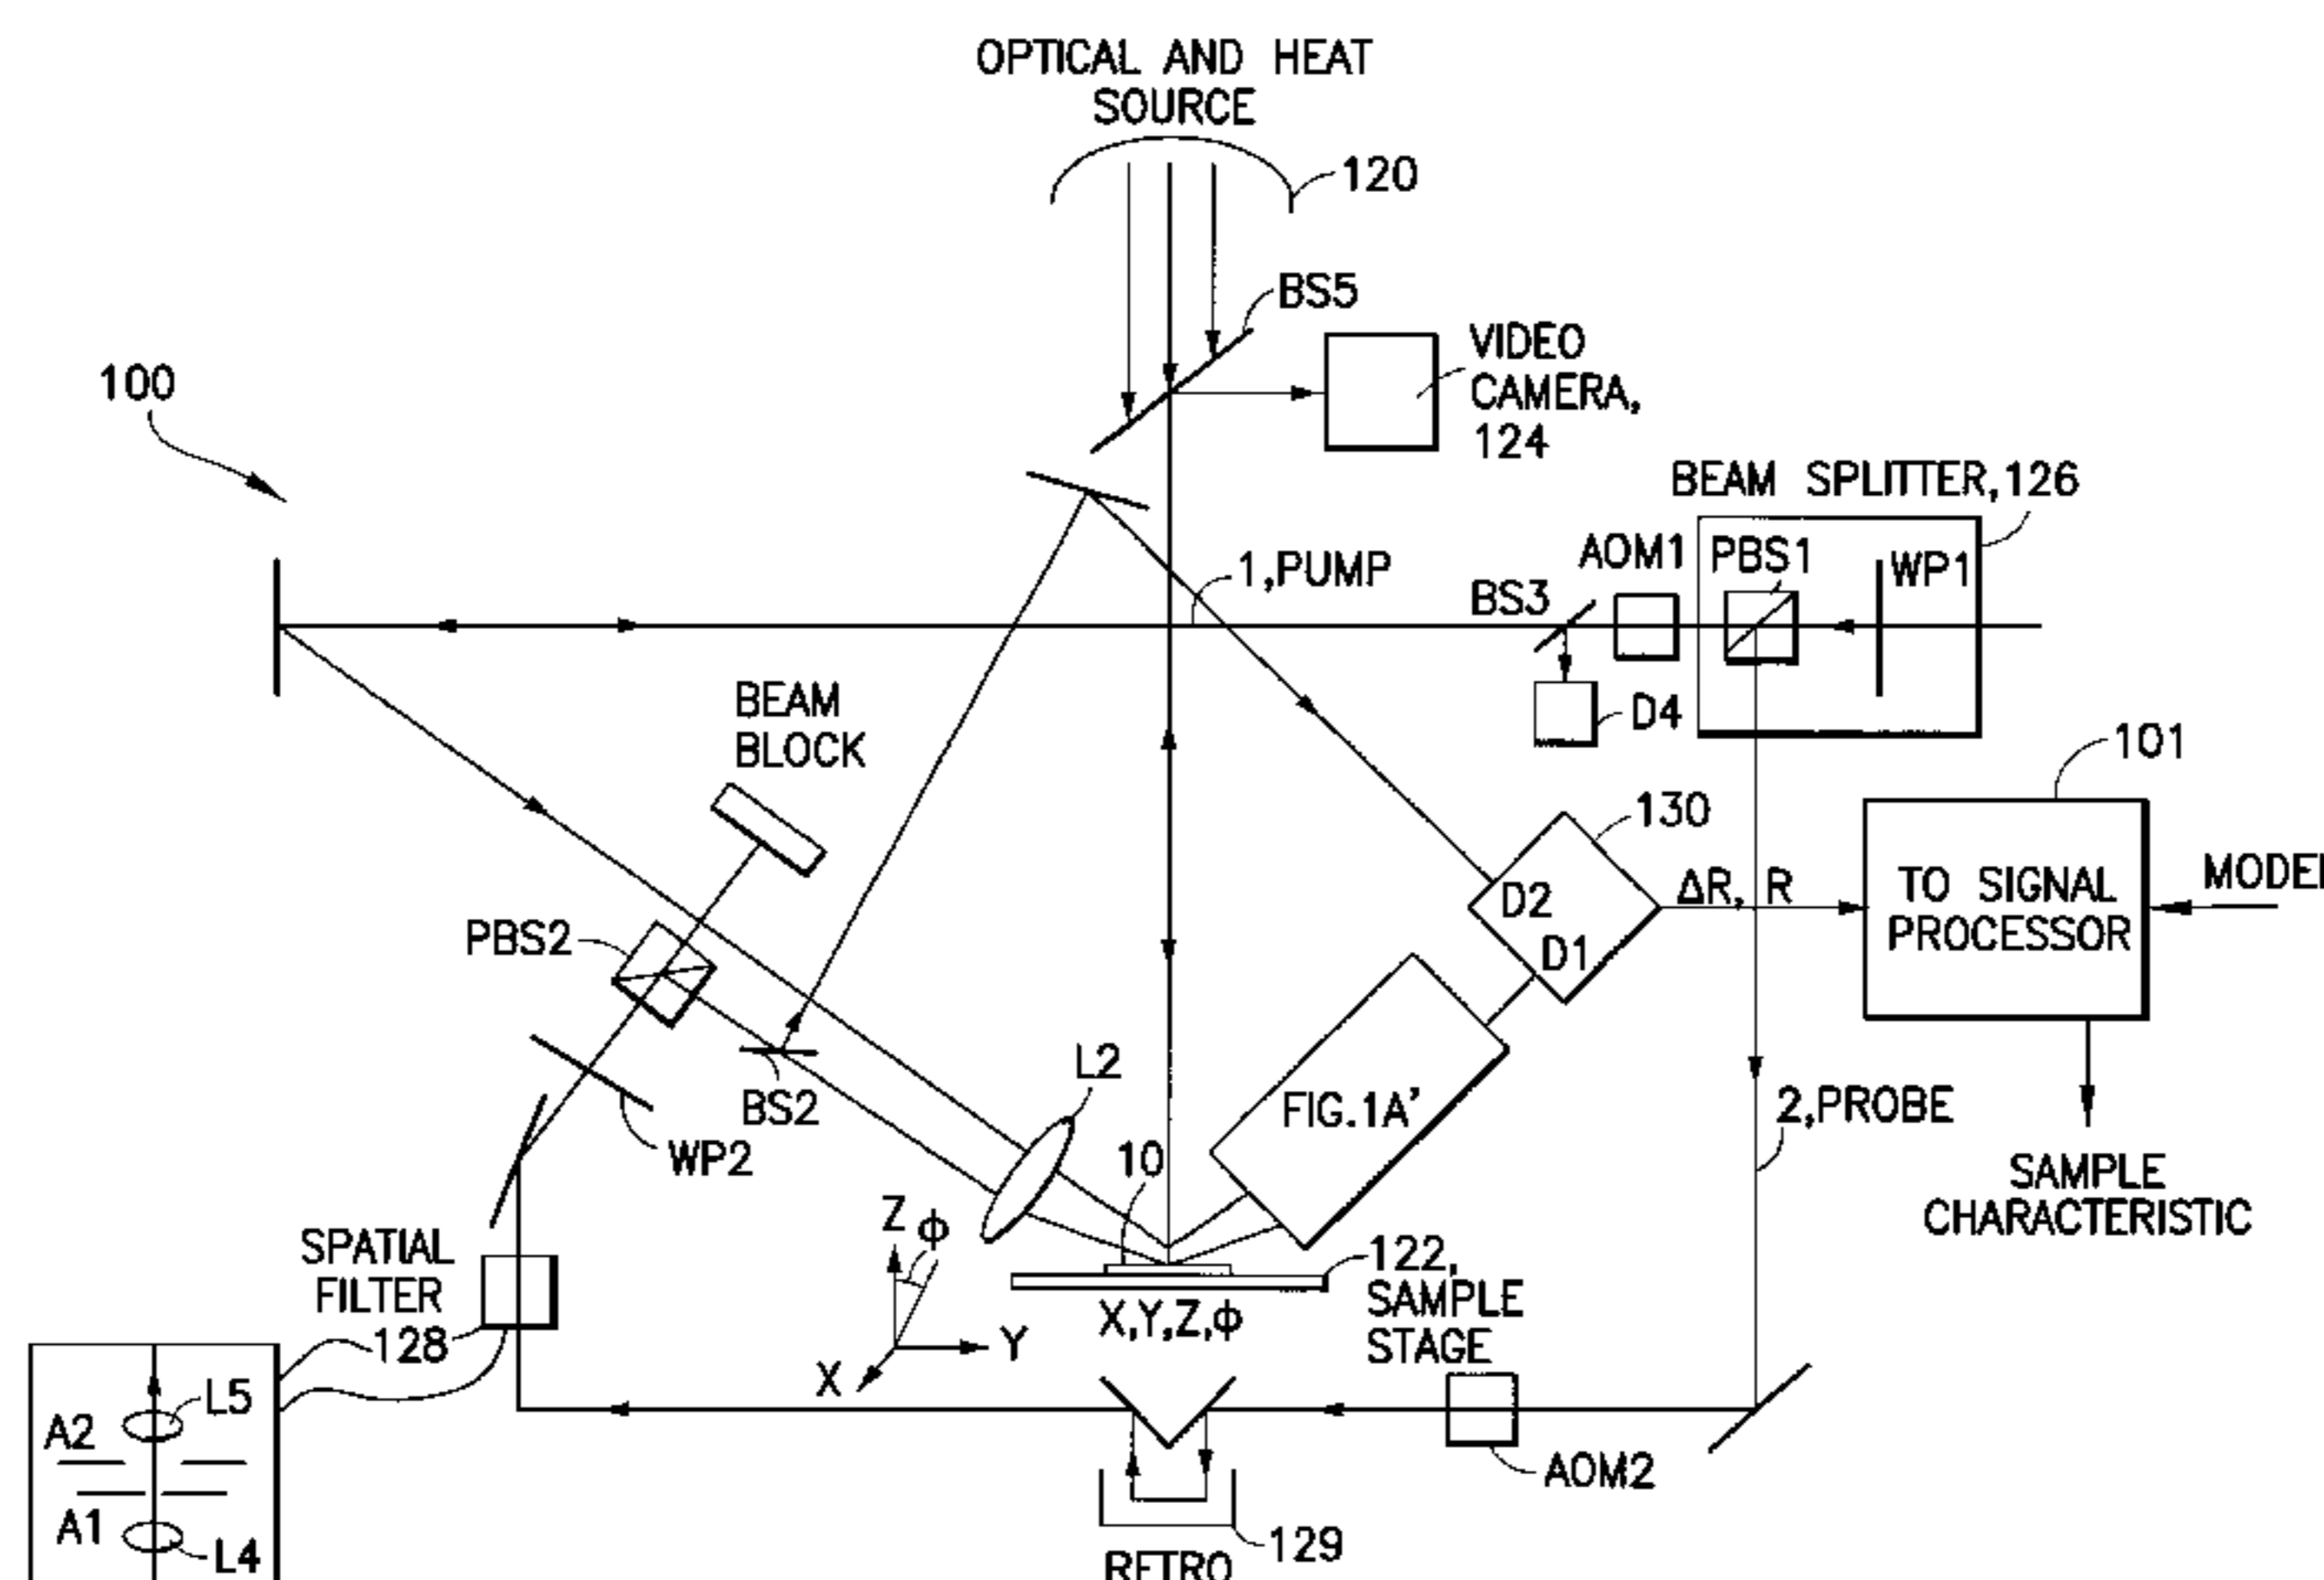 OPTICAL AND HEAT
SOURCE
120
BS5
VIDEO
CAMERA,
124
100
BEAM SPLITTER, 126
AOM1
PBS1
WP1
1, PUMP
BS3
D4
BEAM
BLOCK
101
130
D2
D1
ΔR, R
TO SIGNAL
PROCESSOR
MODEL
PBS2
BS2
L2
FIG.1A'
2, PROBE
WP2
10
SAMPLE
CHARACTERISTIC
Z
ϕ
Y
X
SPATIAL
FILTER
128
122,
SAMPLE
STAGE
X,Y,Z,ϕ
L5
A2
A1
L4
AOM2
129
RETRO